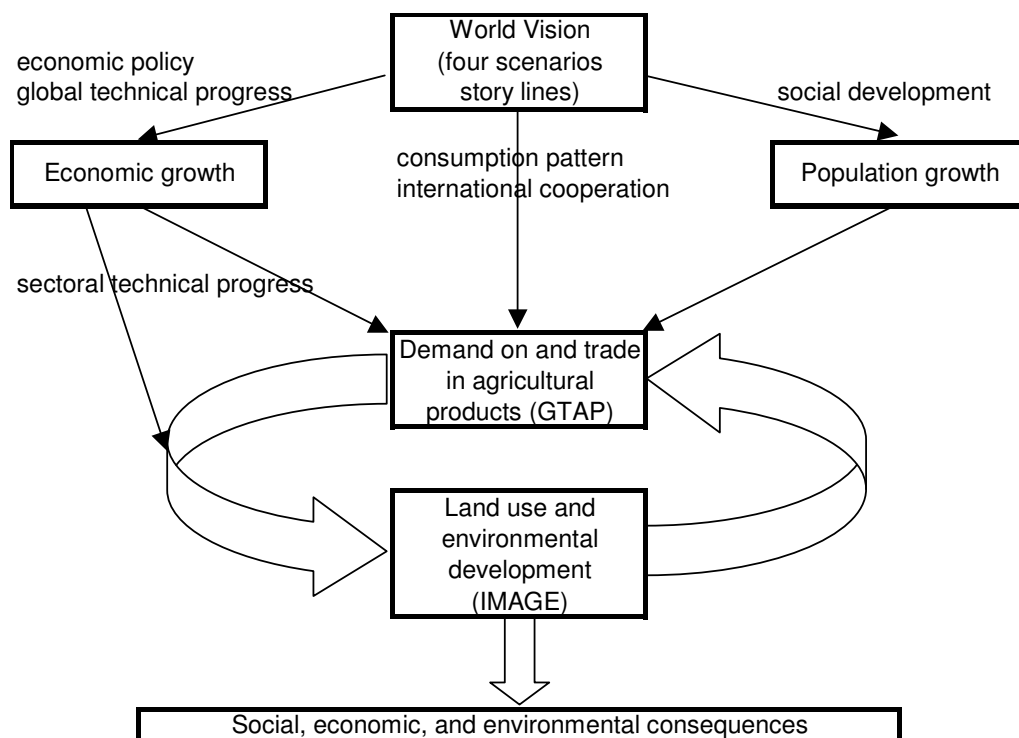 World Vision
(four scenarios
story lines)
economic policy
global technical progress
social development
Economic growth
consumption pattern
international cooperation
Population growth
sectoral technical progress
Demand on and trade
in agricultural
products (GTAP)
Land use and
environmental
development
(IMAGE)
Social, economic, and environmental consequences